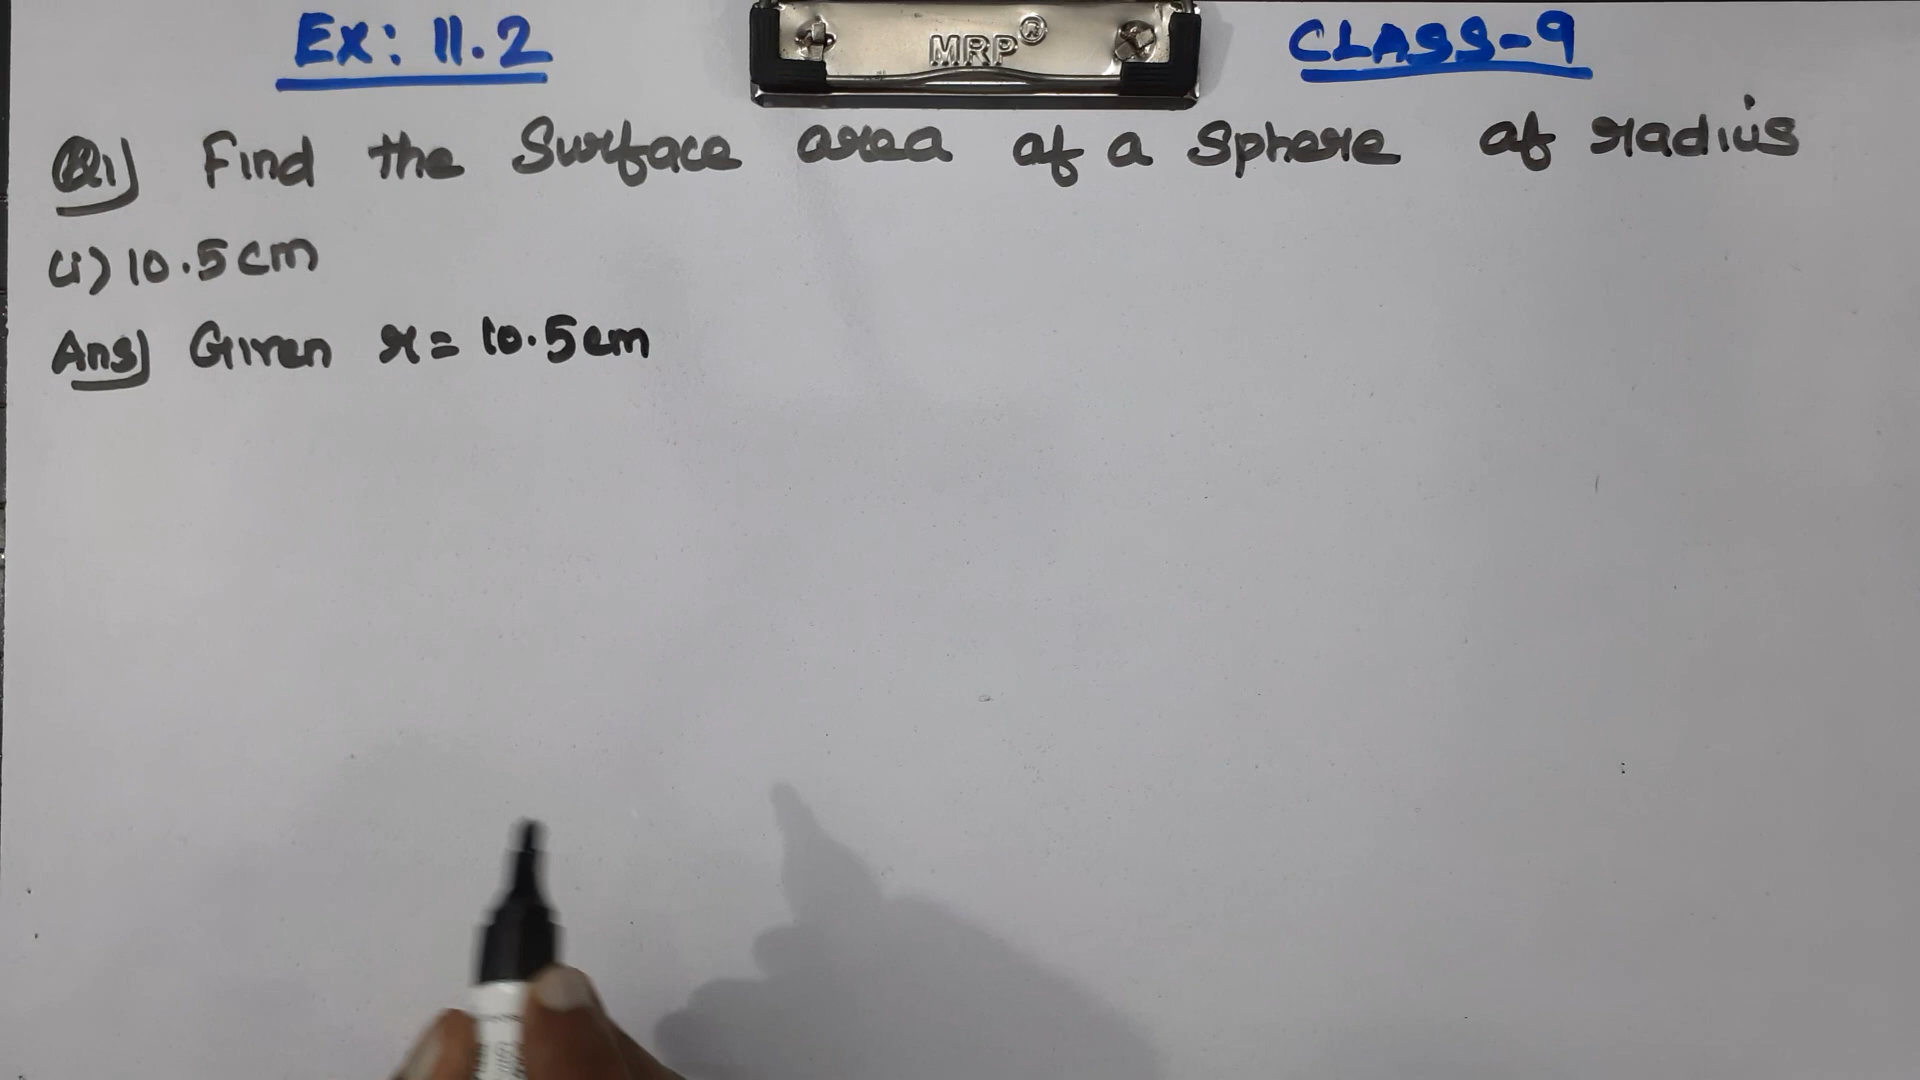 Ex: 11.2
MRP®
CLASS-9
Q1) Find the Surface area of a Sphere of radius
(i) 10.5cm
Ans) Given r = 10.5cm